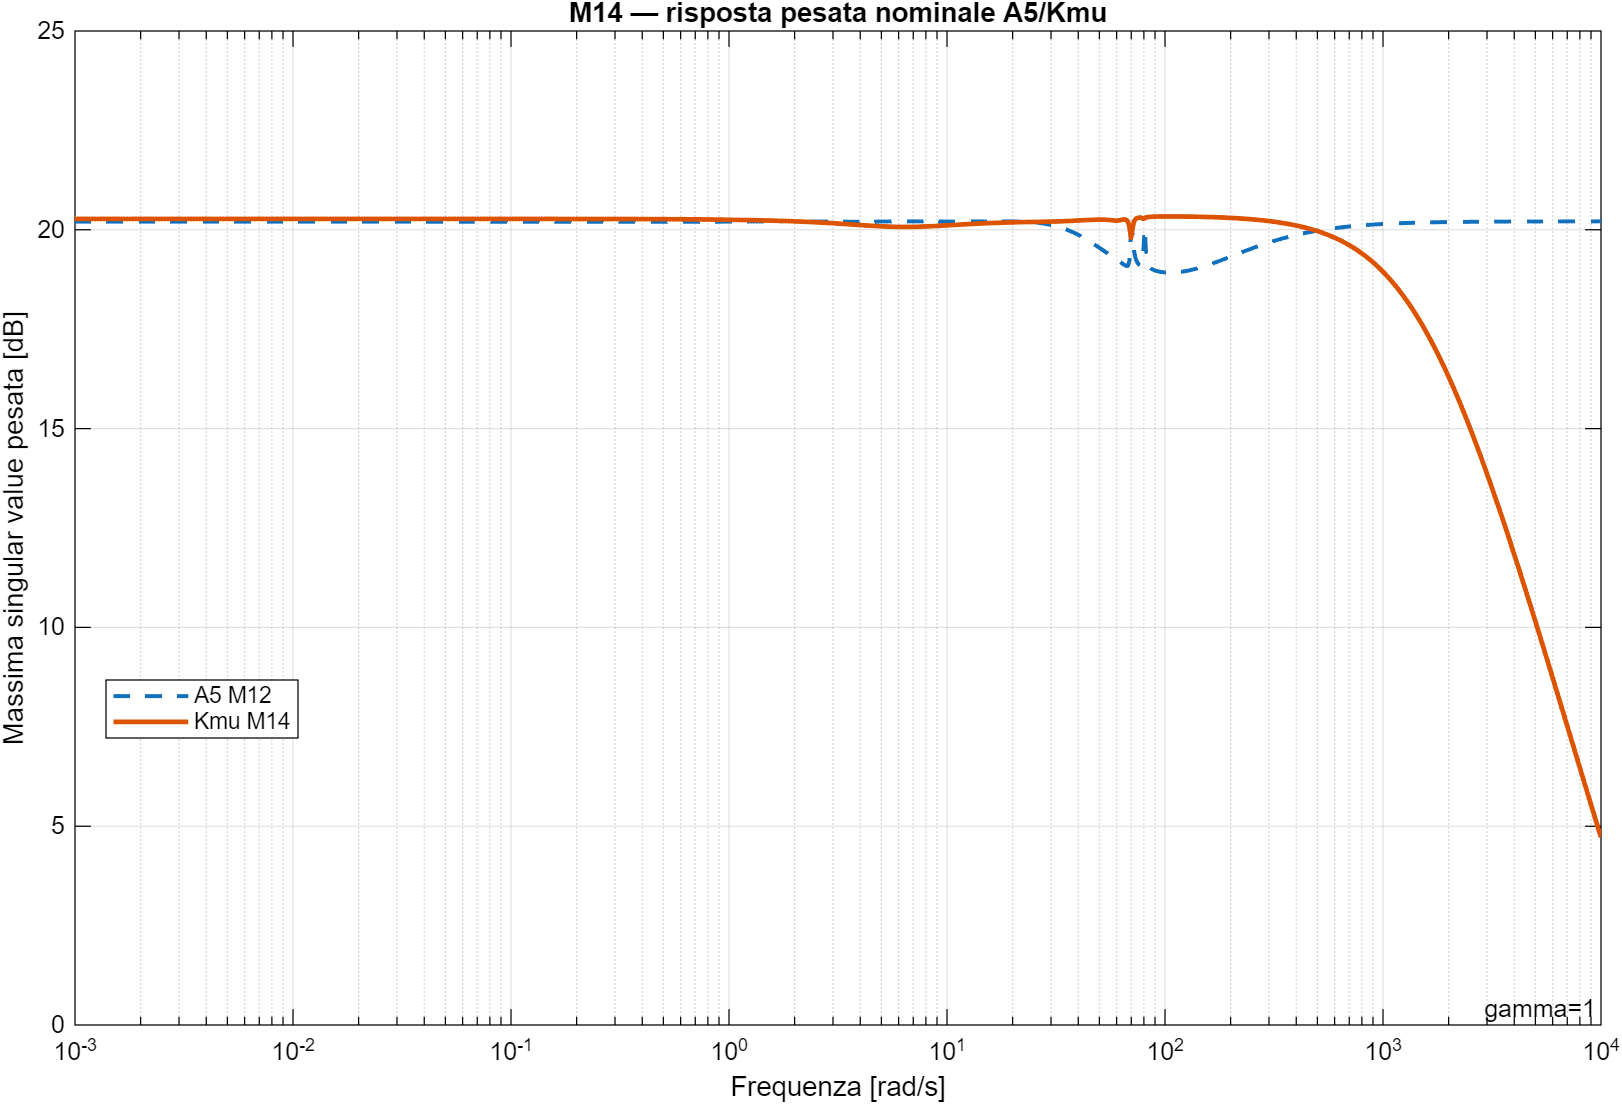 M14 — risposta pesata nominale A5/Kmu
Massima singular value pesata [dB]
25
20
15
10
5
0
A5 M12
Kmu M14
gamma=1
10-3
10-2
10-1
100
101
102
103
104
Frequenza [rad/s]